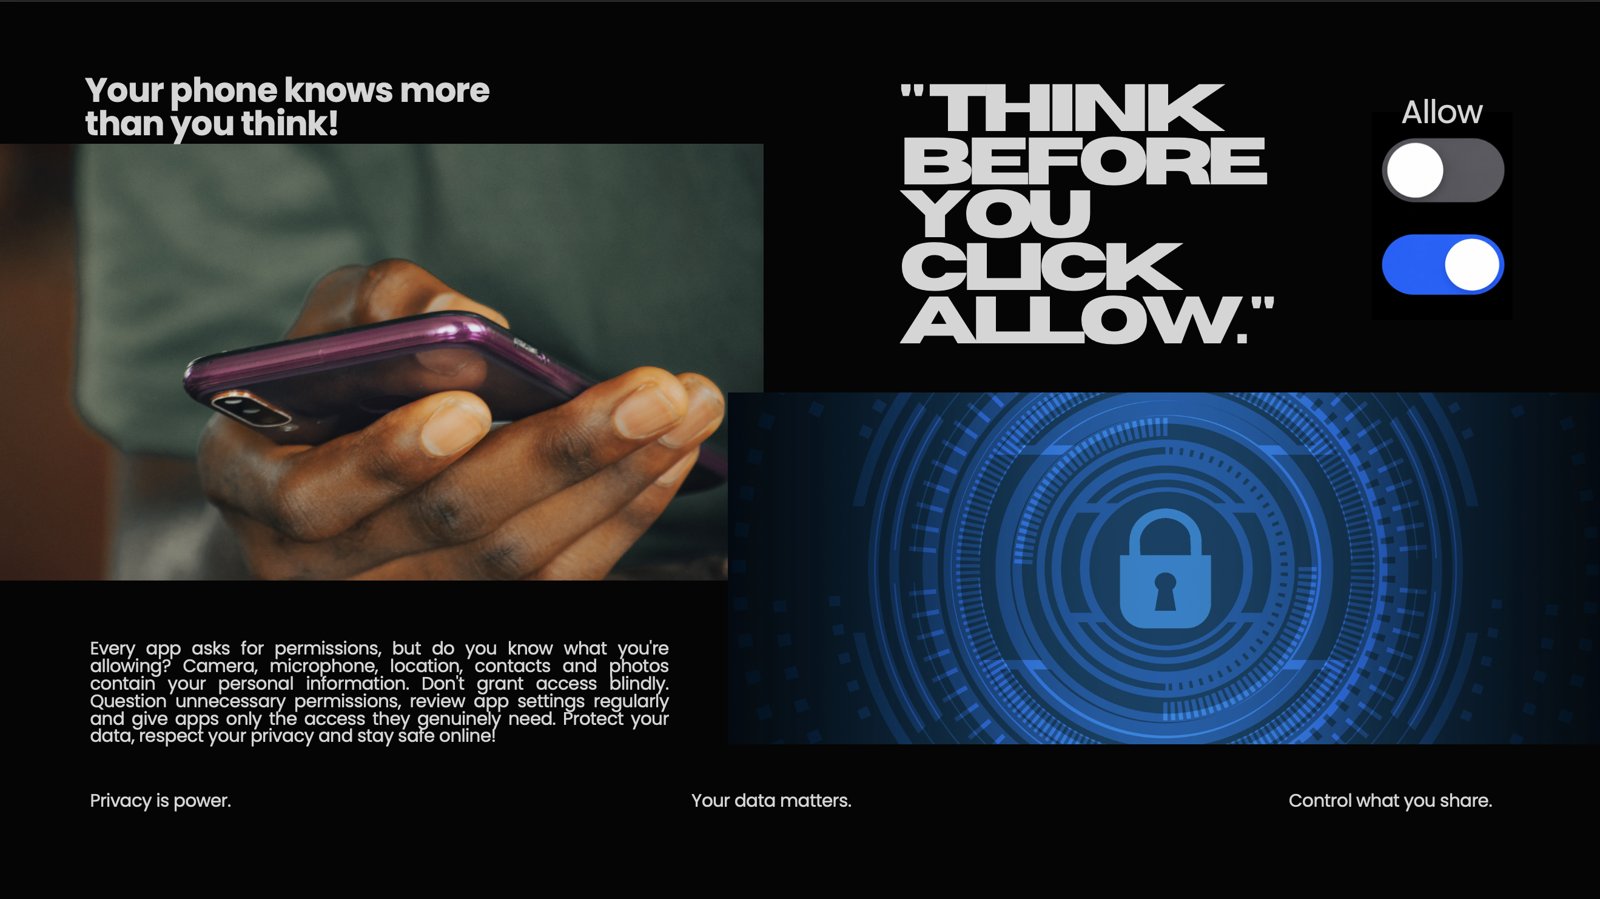 Your phone knows more
than you think!
"THINK
BEFORE
YOU
CLICK
ALLOW."
Allow
Every app asks for permissions, but do you know what you're
allowing? Camera, microphone, location, contacts and photos
contain your personal information. Don't grant access blindly.
Question unnecessary permissions, review app settings regularly
and give apps only the access they genuinely need. Protect your
data, respect your privacy and stay safe online!
Privacy is power.
Your data matters.
Control what you share.